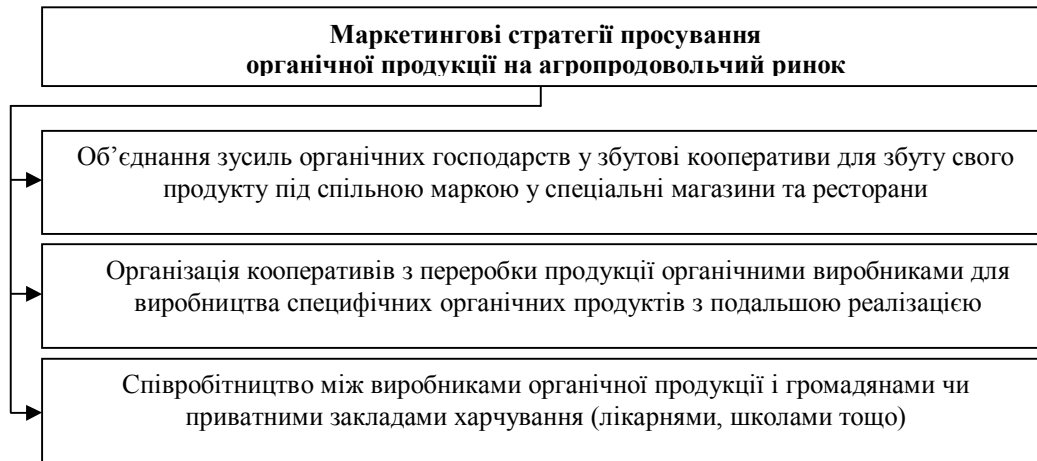 Маркетингові стратегії просування
органічної продукції на агропродовольчий ринок
Об’єднання зусиль органічних господарств у збутові кооперативи для збуту свого
продукту під спільною маркою у спеціальні магазини та ресторани
Організація кооперативів з переробки продукції органічними виробниками для
виробництва специфічних органічних продуктів з подальшою реалізацією
Співробітництво між виробниками органічної продукції і громадянами чи
приватними закладами харчування (лікарнями, школами тощо)